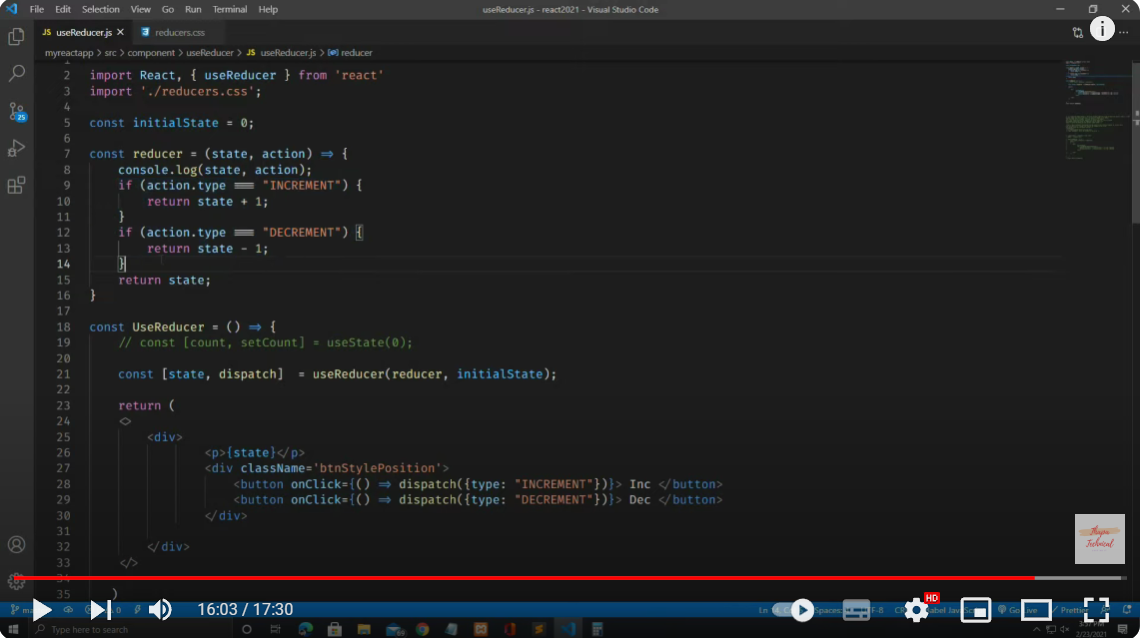 File Edit Selection View Go Run Terminal Help
useReducer.js - react2021 - Visual Studio Code
JS useReducer.js
reducers.css
myreactapp > src > component > useReducer > JS useReducer.js > reducer
1
2 import React, { useReducer } from 'react'
3 import './reducers.css';
4
5 const initialState = 0;
6
7 const reducer = (state, action) => {
8 console.log(state, action);
9 if (action.type === "INCREMENT") {
10 return state + 1;
11 }
12 if (action.type === "DECREMENT") {
13 return state - 1;
14 }
15 return state;
16 }
17
18 const UseReducer = () => {
19 // const [count, setCount] = useState(0);
20
21 const [state, dispatch]  = useReducer(reducer, initialState);
22
23 return (
24 <>
25 <div>
26 <p>{state}</p>
27 <div className='btnStylePosition'>
28 <button onClick={() => dispatch({type: "INCREMENT"})}> Inc </button>
29 <button onClick={() => dispatch({type: "DECREMENT"})}> Dec </button>
30 </div>
31
32 </div>
33 </>
34
35 )
25
Thapa
Technical
HD
16:03 / 17:30
Go Live
Prettier
Type here to search
3:37 PM
2/23/2021